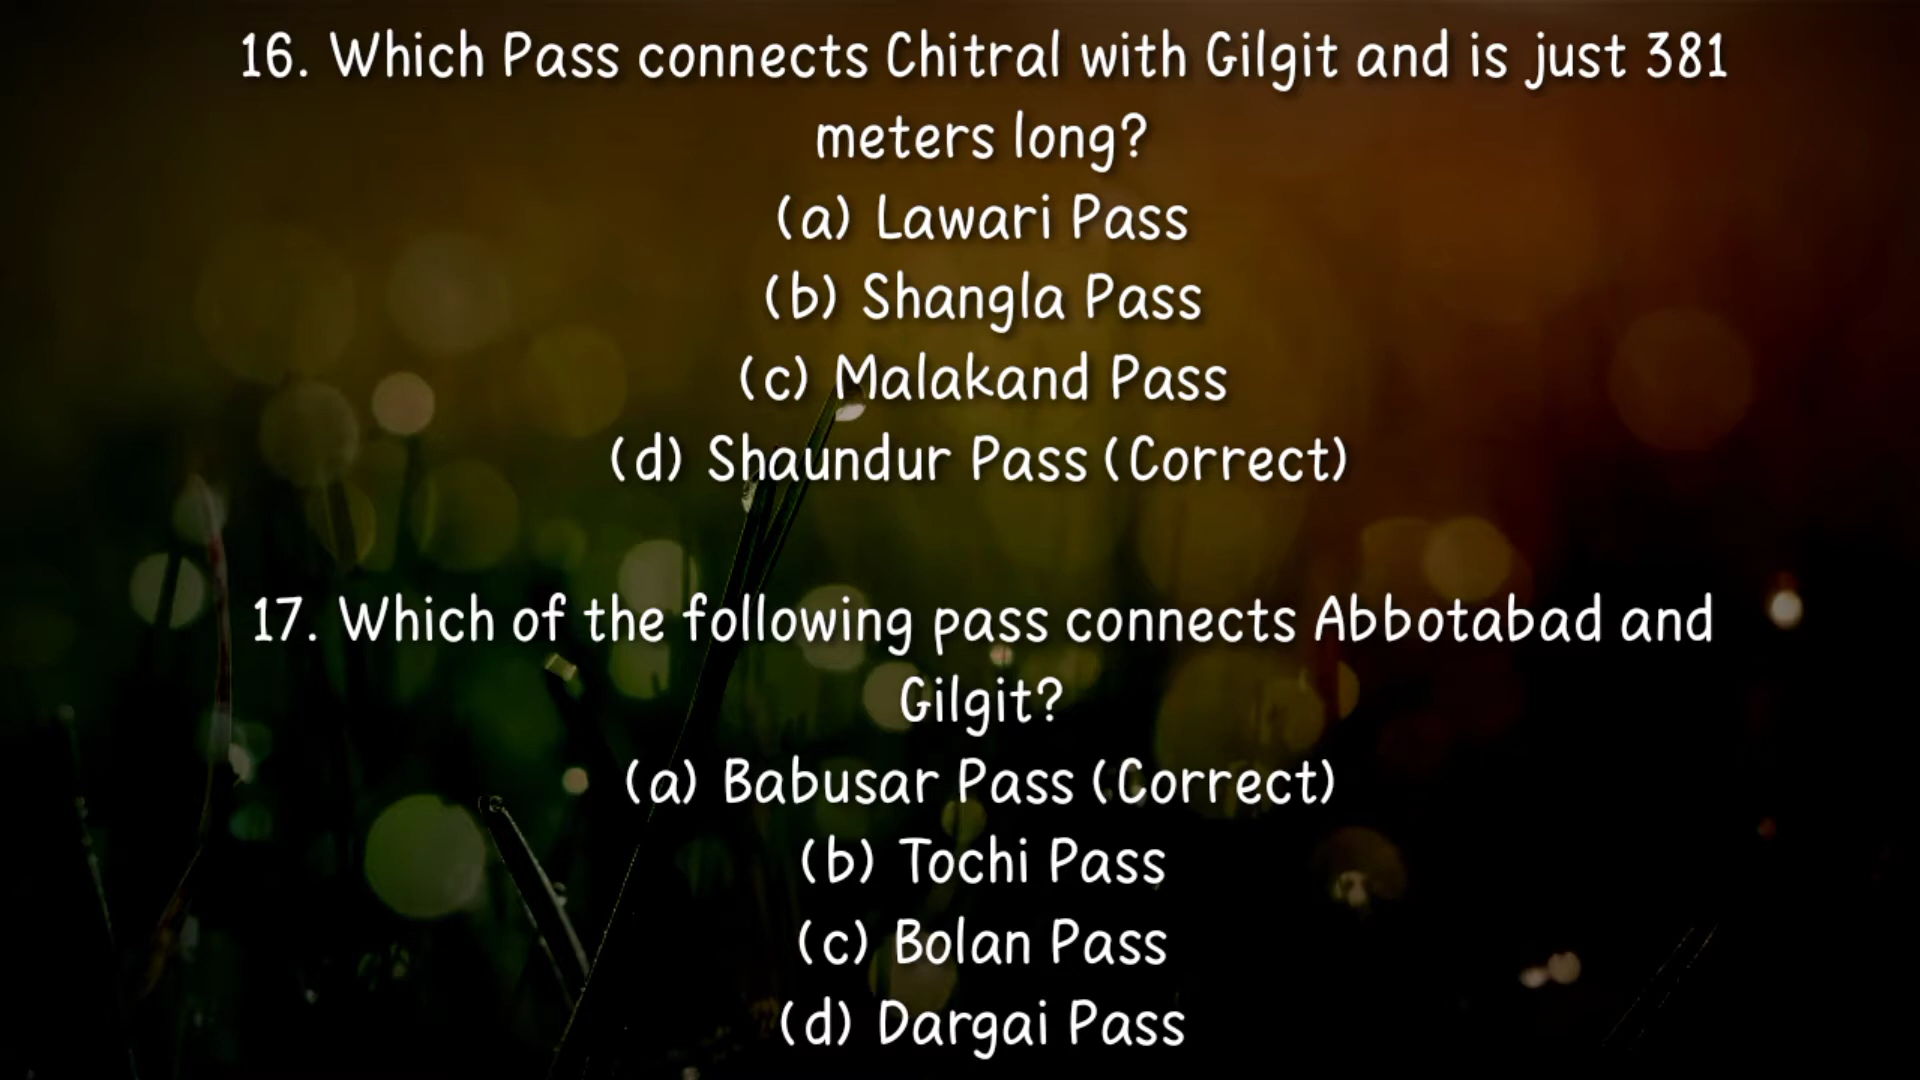 16. Which Pass connects Chitral with Gilgit and is just 381
meters long?
(a) Lawari Pass
(b) Shangla Pass
(c) Malakand Pass
(d) Shaundur Pass (Correct)
17. Which of the following pass connects Abbotabad and
Gilgit?
(a) Babusar Pass (Correct)
(b) Tochi Pass
(c) Bolan Pass
(d) Dargai Pass